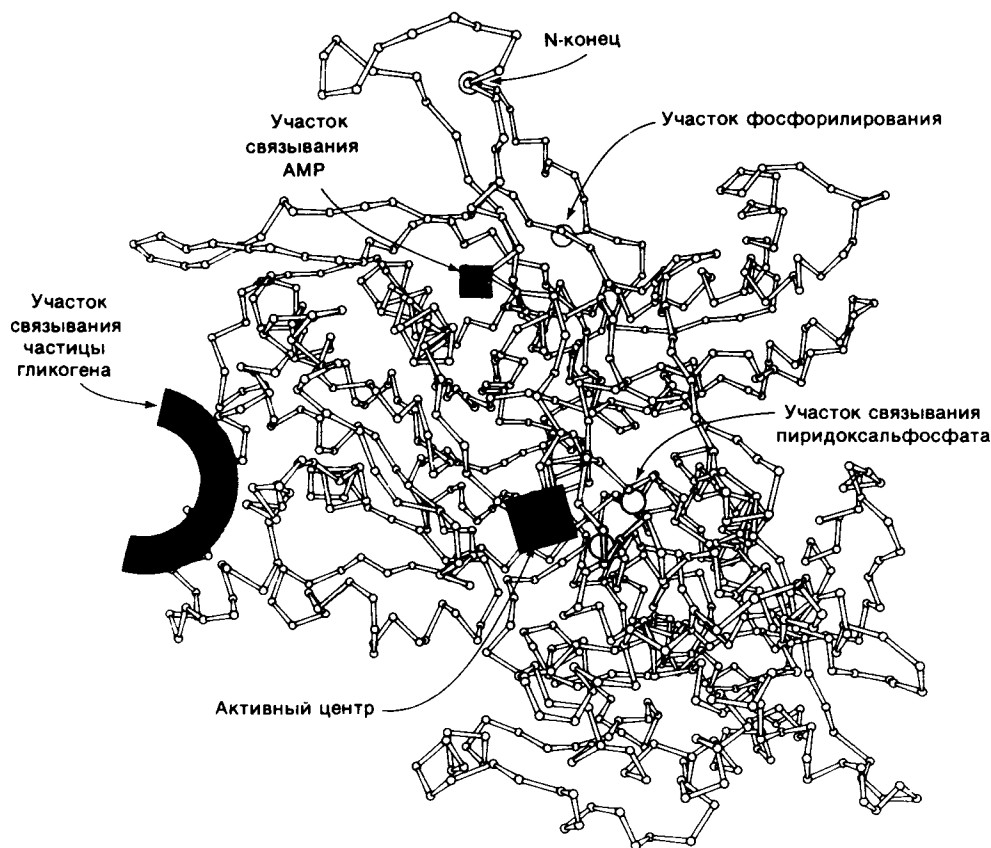 N-конец
Участок фосфорилирования
Участок
связывания
AMP
Участок
связывания
частицы
гликогена
Участок связывания
пиридоксальфосфата
Активный центр